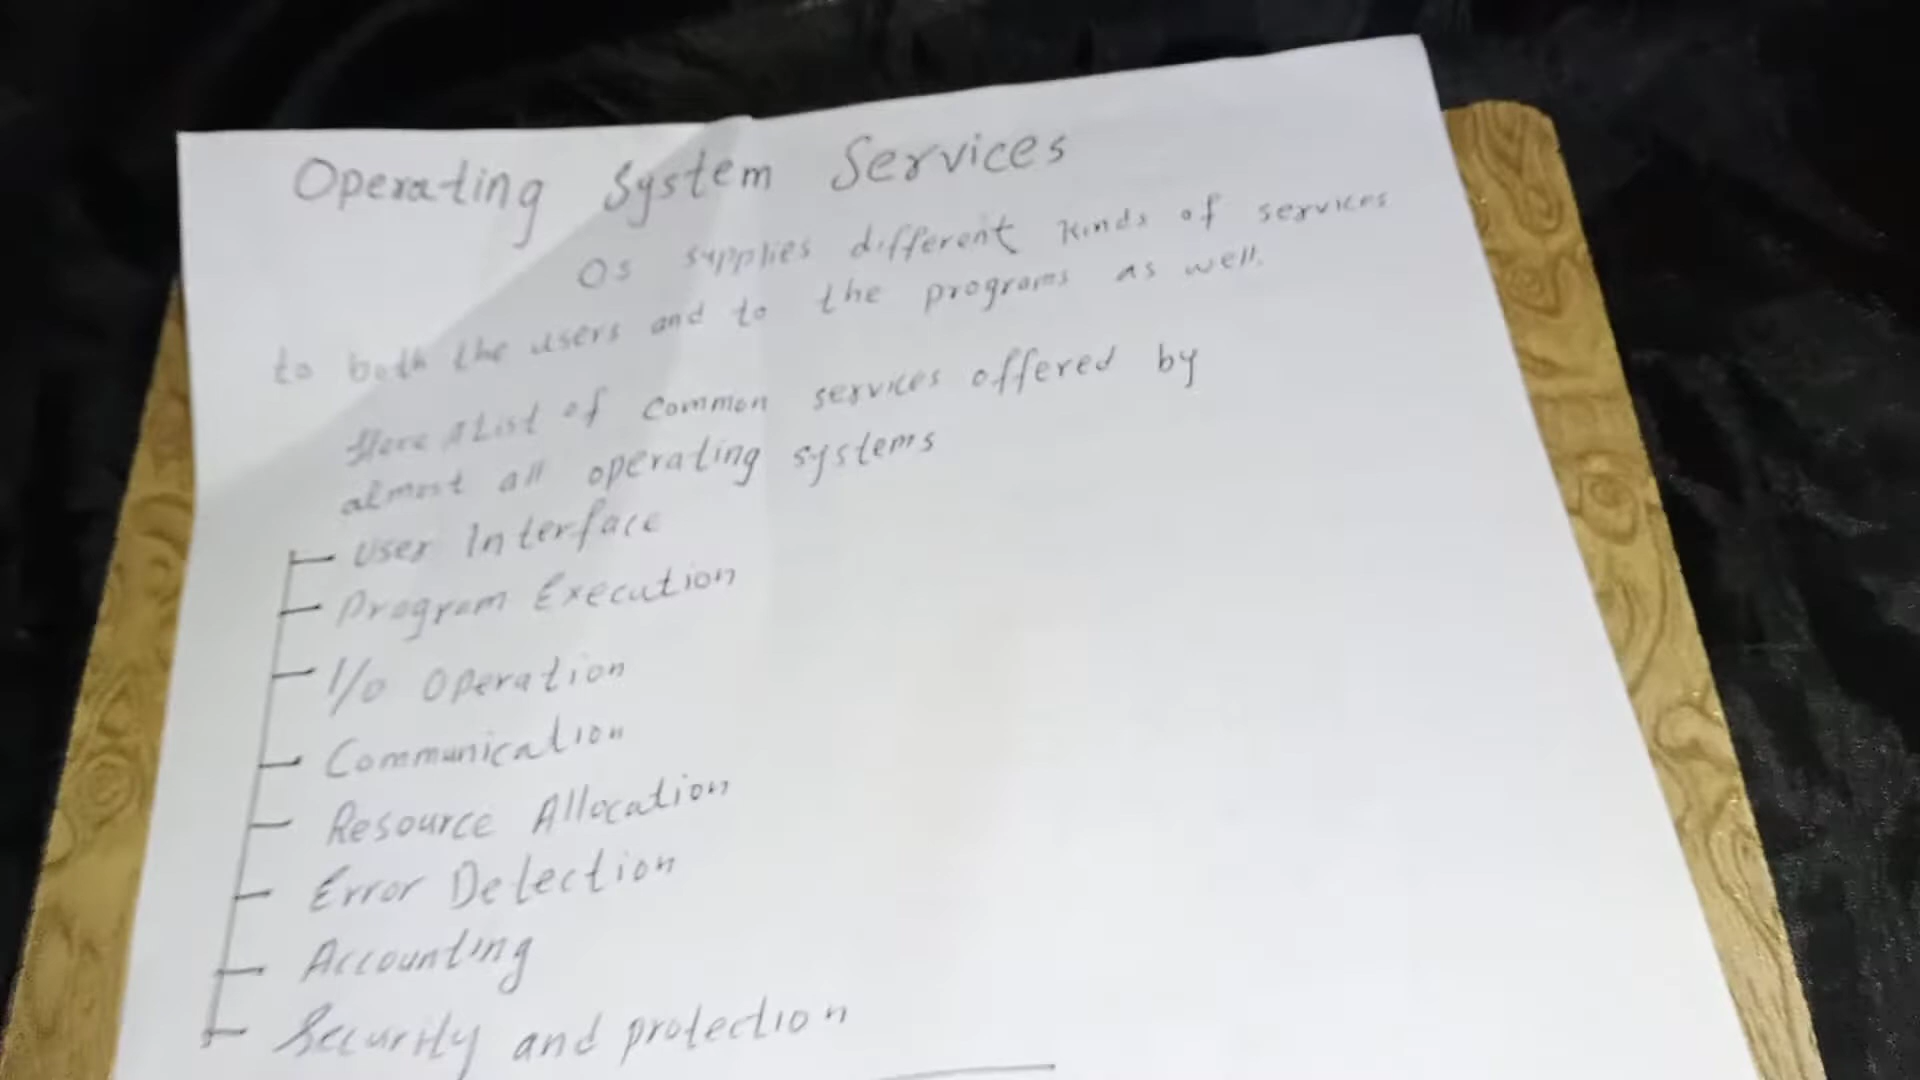 Operating System Services
OS supplies different kinds of services
to both the users and to the programs as well.
Here A List of Common services offered by
almost all operating systems
User Interface
Program Execution
I/O Operation
Communication
Resource Allocation
Error Detection
Accounting
Security and protection